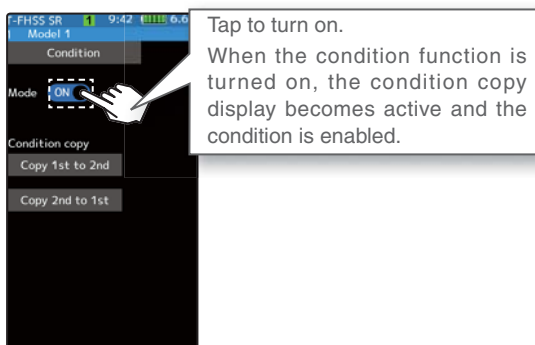 T-FHSS SR 1 9:42 6.6
Model 1
Condition
Mode ON
Condition copy
Copy 1st to 2nd
Copy 2nd to 1st
Tap to turn on.
When the condition function is
turned on, the condition copy
display becomes active and the
condition is enabled.